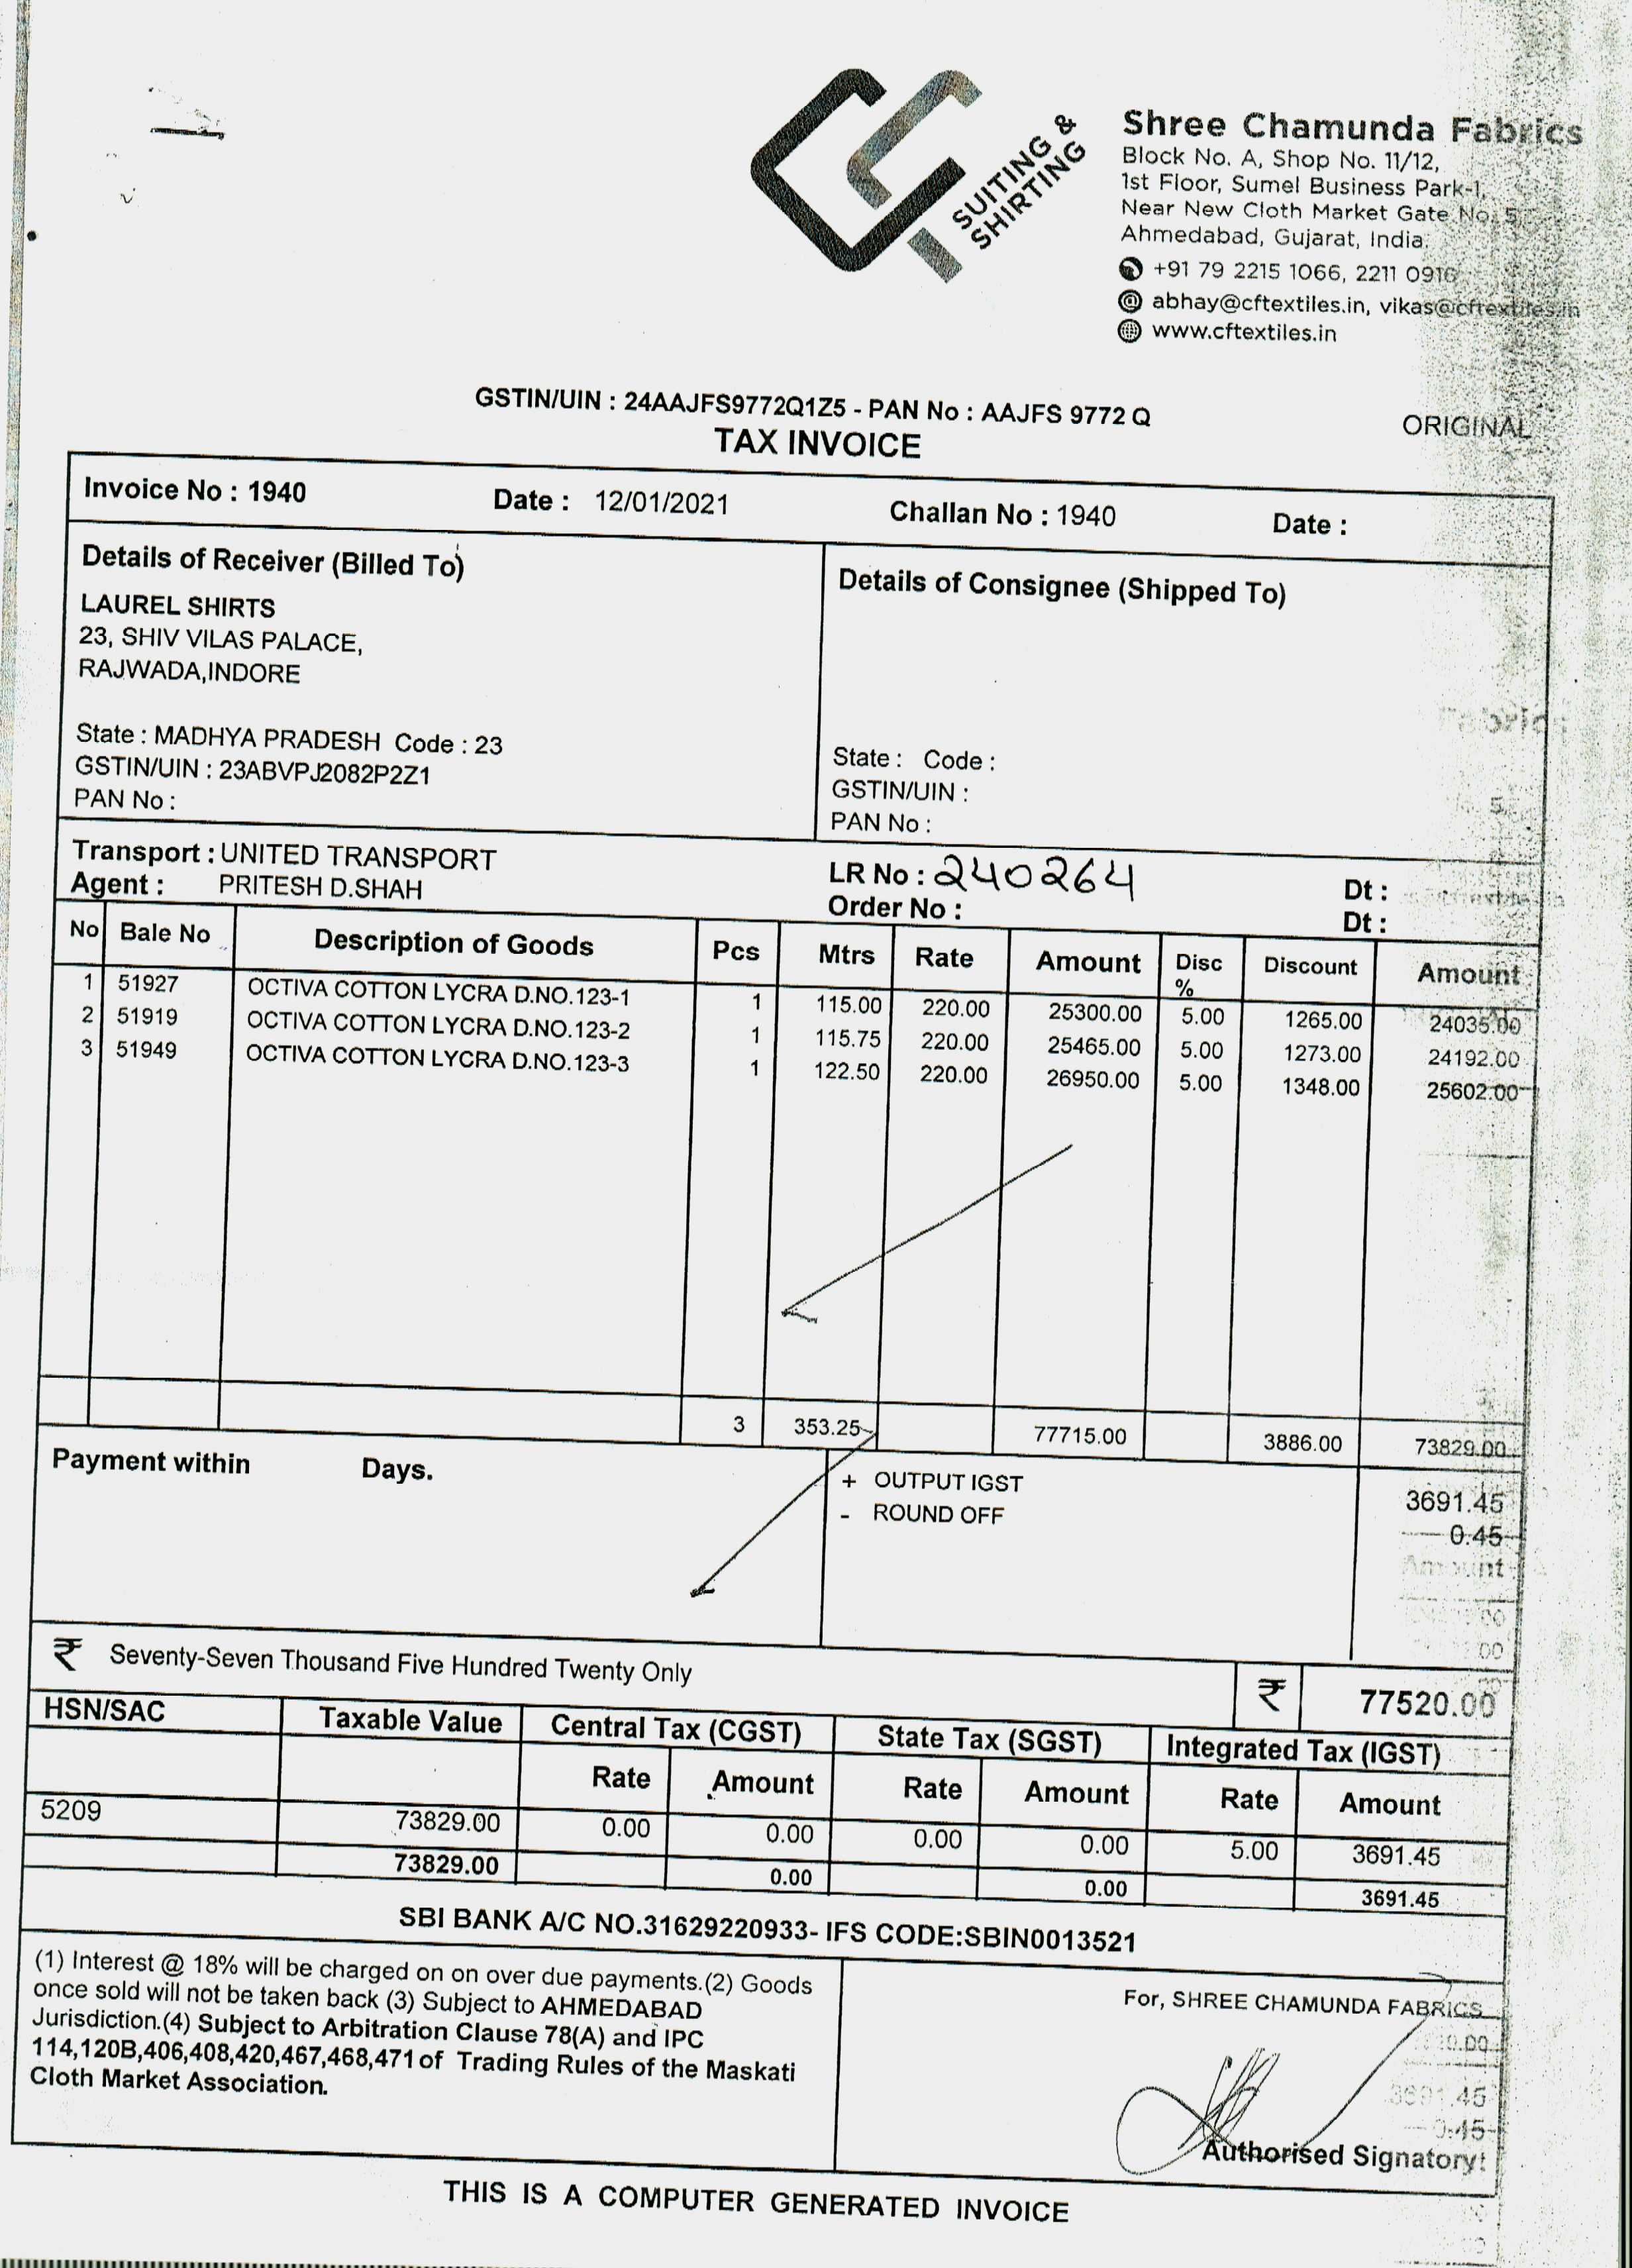 SUITING &
SHIRTING
Shree Chamunda Fabrics
Block No. A, Shop No. 11/12,
1st Floor, Sumel Business Park-1,
Near New Cloth Market Gate No. 5
Ahmedabad, Gujarat, India.
+91 79 2215 1066, 2211 0916
abhay@cftextiles.in, vikas@cftextiles.in
www.cftextiles.in
GSTIN/UIN : 24AAJFS9772Q1Z5 - PAN No : AAJFS 9772 Q
ORIGINAL
TAX INVOICE
Invoice No : 1940 Date : 12/01/2021 Challan No : 1940 Date :
Details of Receiver (Billed To)
LAUREL SHIRTS
23, SHIV VILAS PALACE,
RAJWADA,INDORE
State : MADHYA PRADESH Code : 23
GSTIN/UIN : 23ABVPJ2082P2Z1
PAN No :
Details of Consignee (Shipped To)
State : Code :
GSTIN/UIN :
PAN No :
Transport : UNITED TRANSPORT LR No : 240264 Dt :
Agent : PRITESH D.SHAH Order No : Dt :
No Bale No Description of Goods Pcs Mtrs Rate Amount Disc % Discount Amount
1 51927 OCTIVA COTTON LYCRA D.NO.123-1 1 115.00 220.00 25300.00 5.00 1265.00 24035.00
2 51919 OCTIVA COTTON LYCRA D.NO.123-2 1 115.75 220.00 25465.00 5.00 1273.00 24192.00
3 51949 OCTIVA COTTON LYCRA D.NO.123-3 1 122.50 220.00 26950.00 5.00 1348.00 25602.00
3 353.25 77715.00 3886.00 73829.00
Payment within Days.
+ OUTPUT IGST 3691.45
- ROUND OFF 0.45
₹ Seventy-Seven Thousand Five Hundred Twenty Only ₹ 77520.00
HSN/SAC Taxable Value Central Tax (CGST) State Tax (SGST) Integrated Tax (IGST)
Rate Amount Rate Amount Rate Amount
5209 73829.00 0.00 0.00 0.00 0.00 5.00 3691.45
73829.00 0.00 0.00 3691.45
SBI BANK A/C NO.31629220933- IFS CODE:SBIN0013521
(1) Interest @ 18% will be charged on on over due payments.(2) Goods
once sold will not be taken back (3) Subject to AHMEDABAD
Jurisdiction.(4) Subject to Arbitration Clause 78(A) and IPC
114,120B,406,408,420,467,468,471 of Trading Rules of the Maskati
Cloth Market Association.
For, SHREE CHAMUNDA FABRICS
Authorised Signatory
THIS IS A COMPUTER GENERATED INVOICE